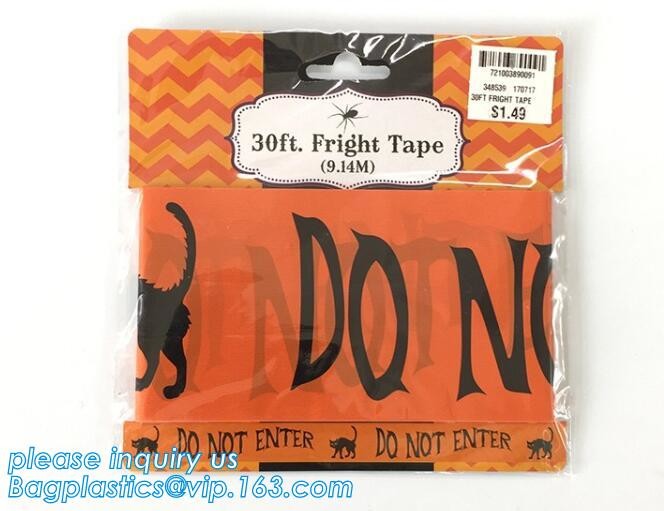 721003890091
348539 170717
30FT FRIGHT TAPE
$1.49
30ft. Fright Tape
(9.14M)
DO NO
DO NOT ENTER DO NOT ENTER
please inquiry us
Bagplastics@vip.163.com